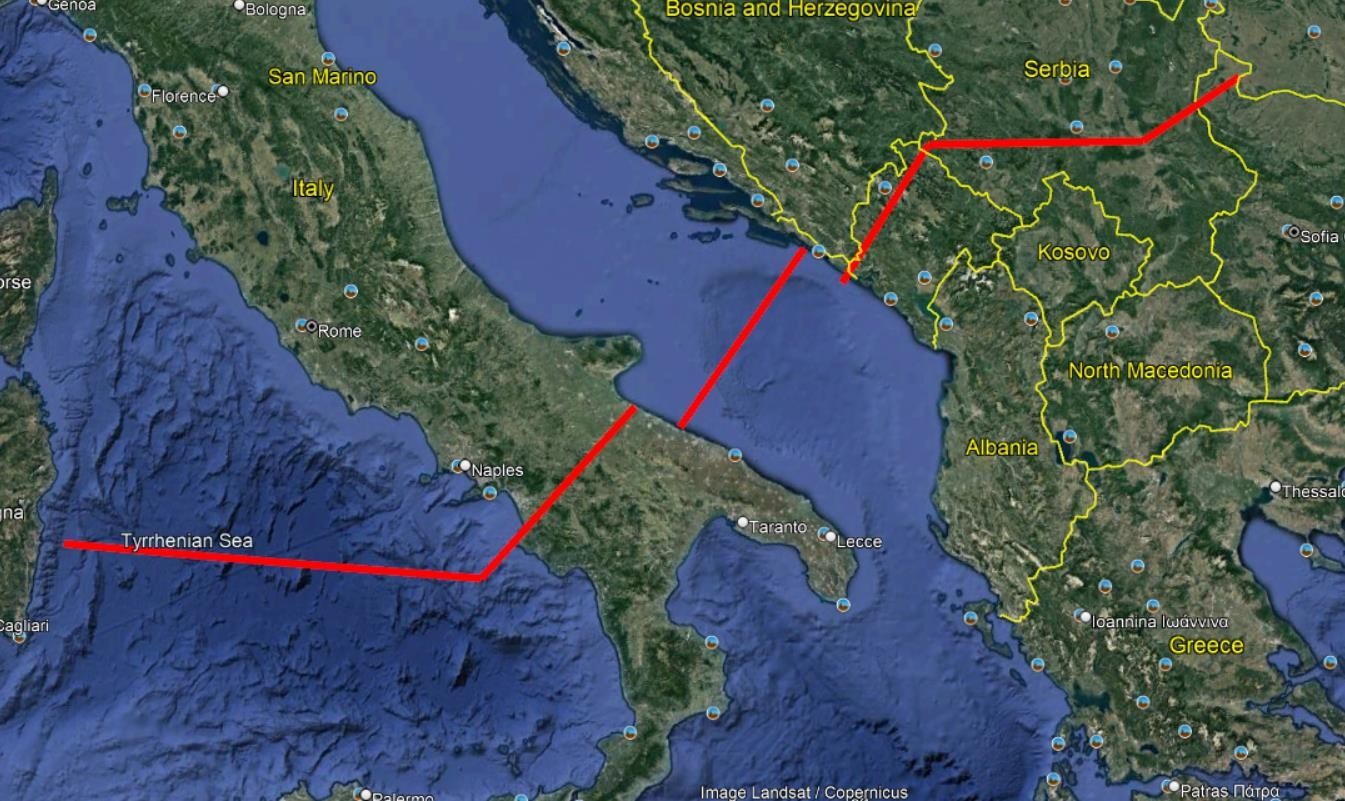 Genoa
Bologna
Bosnia and Herzegovina
San Marino
Serbia
Florence
Italy
Sofia
Kosovo
orse
Rome
North Macedonia
Albania
Naples
Thessalo
gna
Taranto
Tyrrhenian Sea
Lecce
Cagliari
Ioannina Ιωάννινα
Greece
Palermo
Image Landsat / Copernicus
Patras Πάτρα